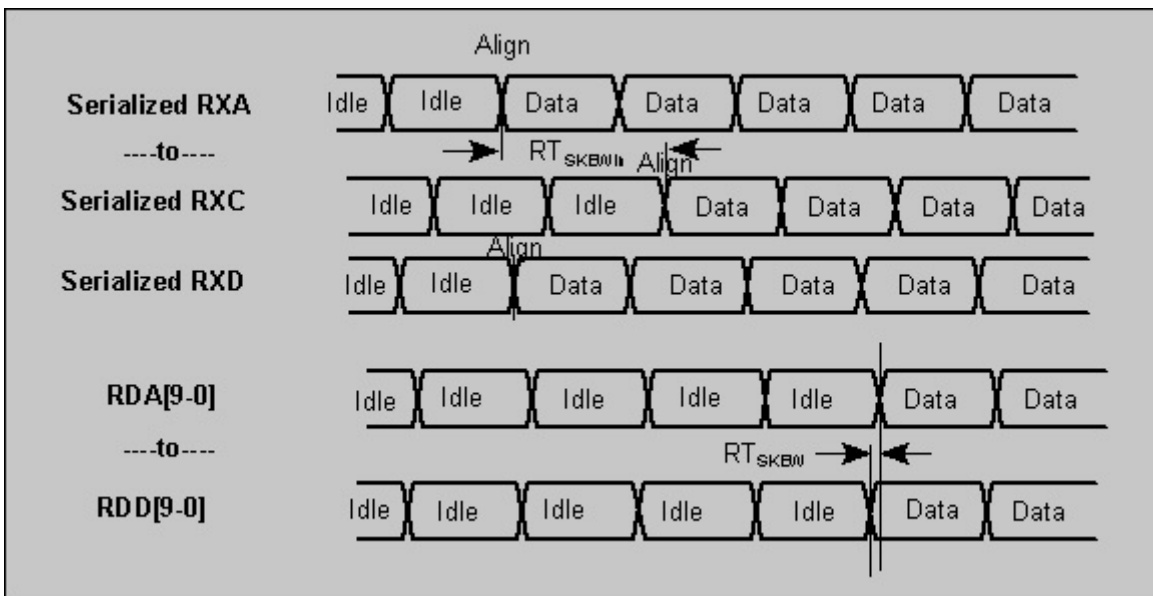 Align
Serialized RXA Idle Idle Data Data Data Data Data
----to---- RT SKBWIn Align
Serialized RXC Idle Idle Idle Data Data Data Data
Align
Serialized RXD Idle Idle Data Data Data Data Data
RDA[9-0] Idle Idle Idle Idle Idle Data Data
----to---- RT SKBW
RDD[9-0] Idle Idle Idle Idle Idle Data Data